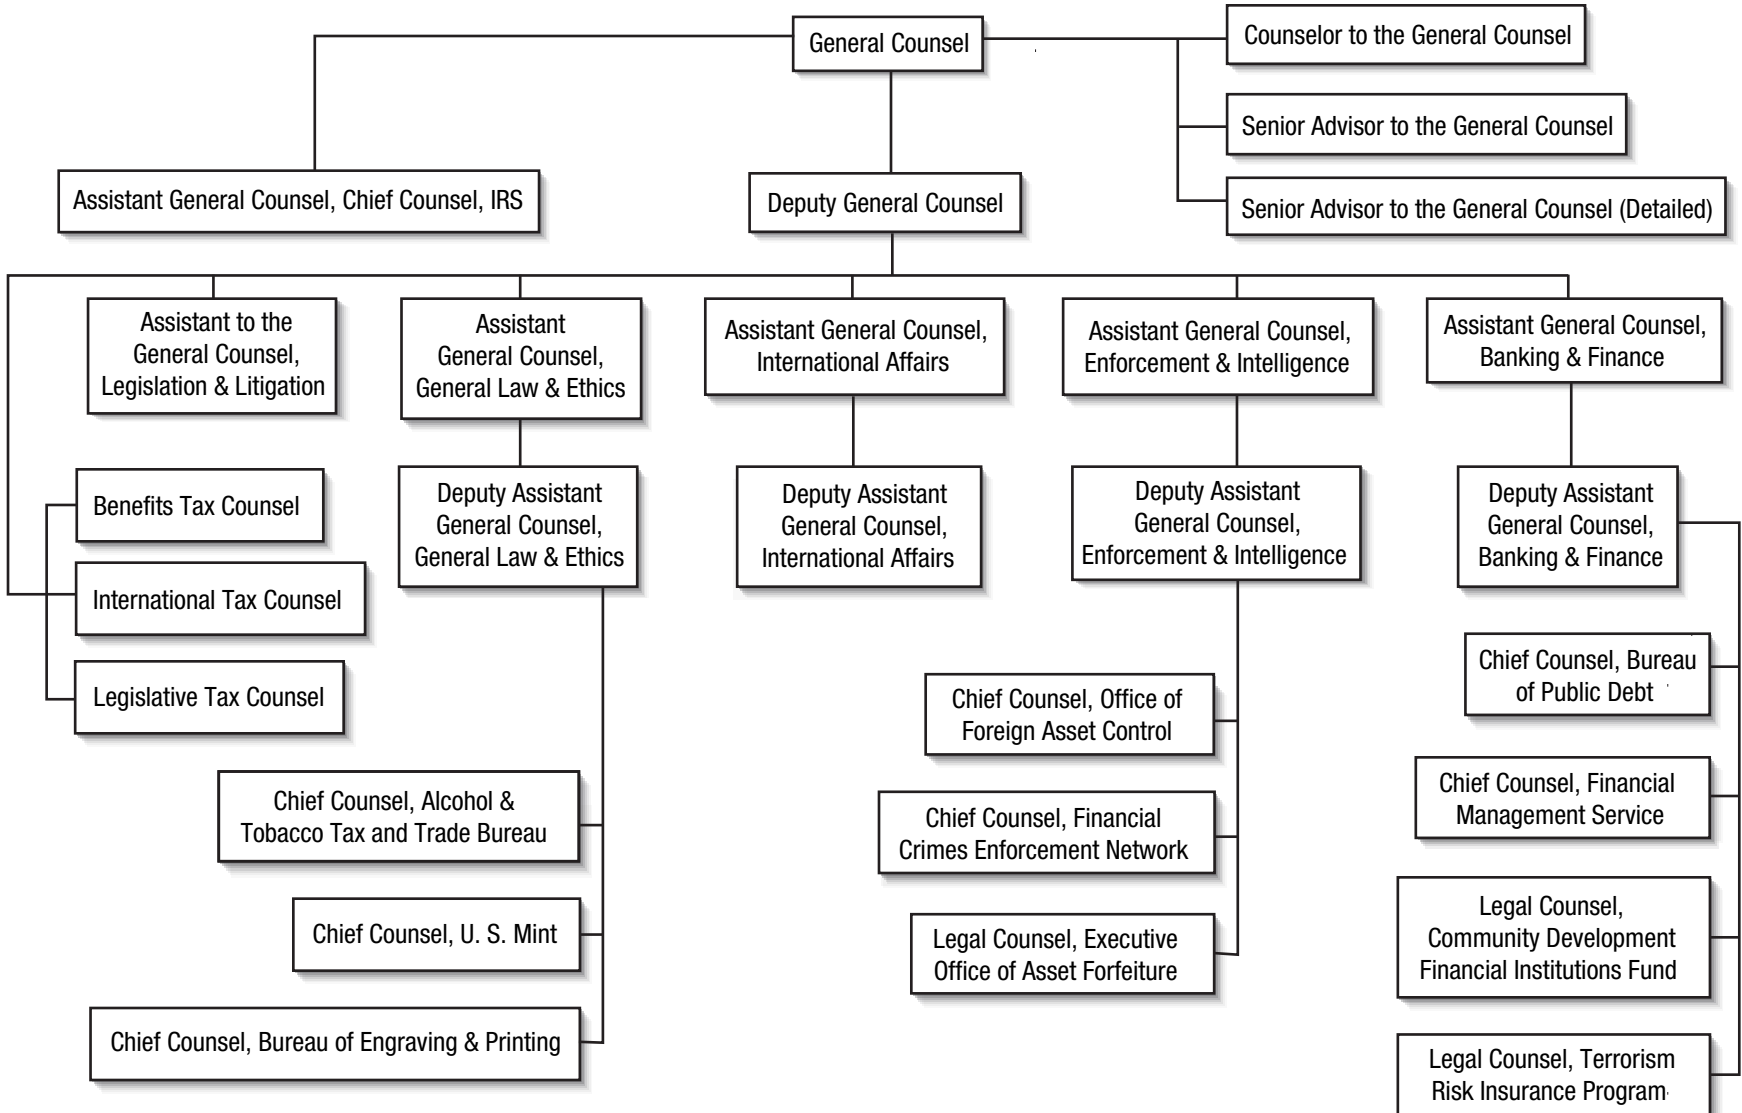 General Counsel
Counselor to the General Counsel
Senior Advisor to the General Counsel
Senior Advisor to the General Counsel (Detailed)
Assistant General Counsel, Chief Counsel, IRS
Deputy General Counsel
Assistant to the
General Counsel,
Legislation & Litigation
Assistant
General Counsel,
General Law & Ethics
Assistant General Counsel,
International Affairs
Assistant General Counsel,
Enforcement & Intelligence
Assistant General Counsel,
Banking & Finance
Benefits Tax Counsel
International Tax Counsel
Legislative Tax Counsel
Deputy Assistant
General Counsel,
General Law & Ethics
Deputy Assistant
General Counsel,
International Affairs
Deputy Assistant
General Counsel,
Enforcement & Intelligence
Deputy Assistant
General Counsel,
Banking & Finance
Chief Counsel, Alcohol &
Tobacco Tax and Trade Bureau
Chief Counsel, U. S. Mint
Chief Counsel, Bureau of Engraving & Printing
Chief Counsel, Office of
Foreign Asset Control
Chief Counsel, Financial
Crimes Enforcement Network
Legal Counsel, Executive
Office of Asset Forfeiture
Chief Counsel, Bureau
of Public Debt
Chief Counsel, Financial
Management Service
Legal Counsel,
Community Development
Financial Institutions Fund
Legal Counsel, Terrorism
Risk Insurance Program